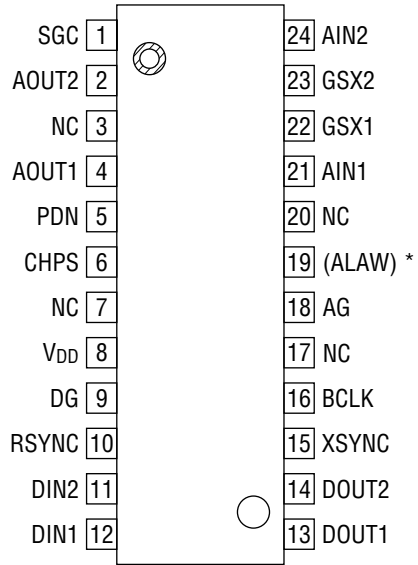 SGC 1 24 AIN2
AOUT2 2 23 GSX2
NC 3 22 GSX1
AOUT1 4 21 AIN1
PDN 5 20 NC
CHPS 6 19 (ALAW) *
NC 7 18 AG
VDD 8 17 NC
DG 9 16 BCLK
RSYNC 10 15 XSYNC
DIN2 11 14 DOUT2
DIN1 12 13 DOUT1